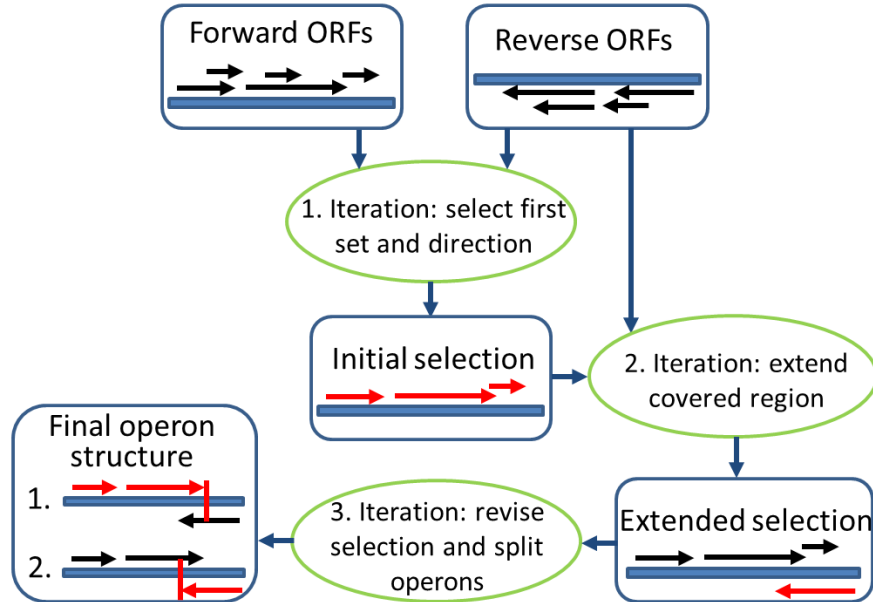 Forward ORFs
Reverse ORFs
1. Iteration: select first
set and direction
Initial selection
2. Iteration: extend
covered region
Final operon
structure
1.
2.
3. Iteration: revise
selection and split
operons
Extended selection